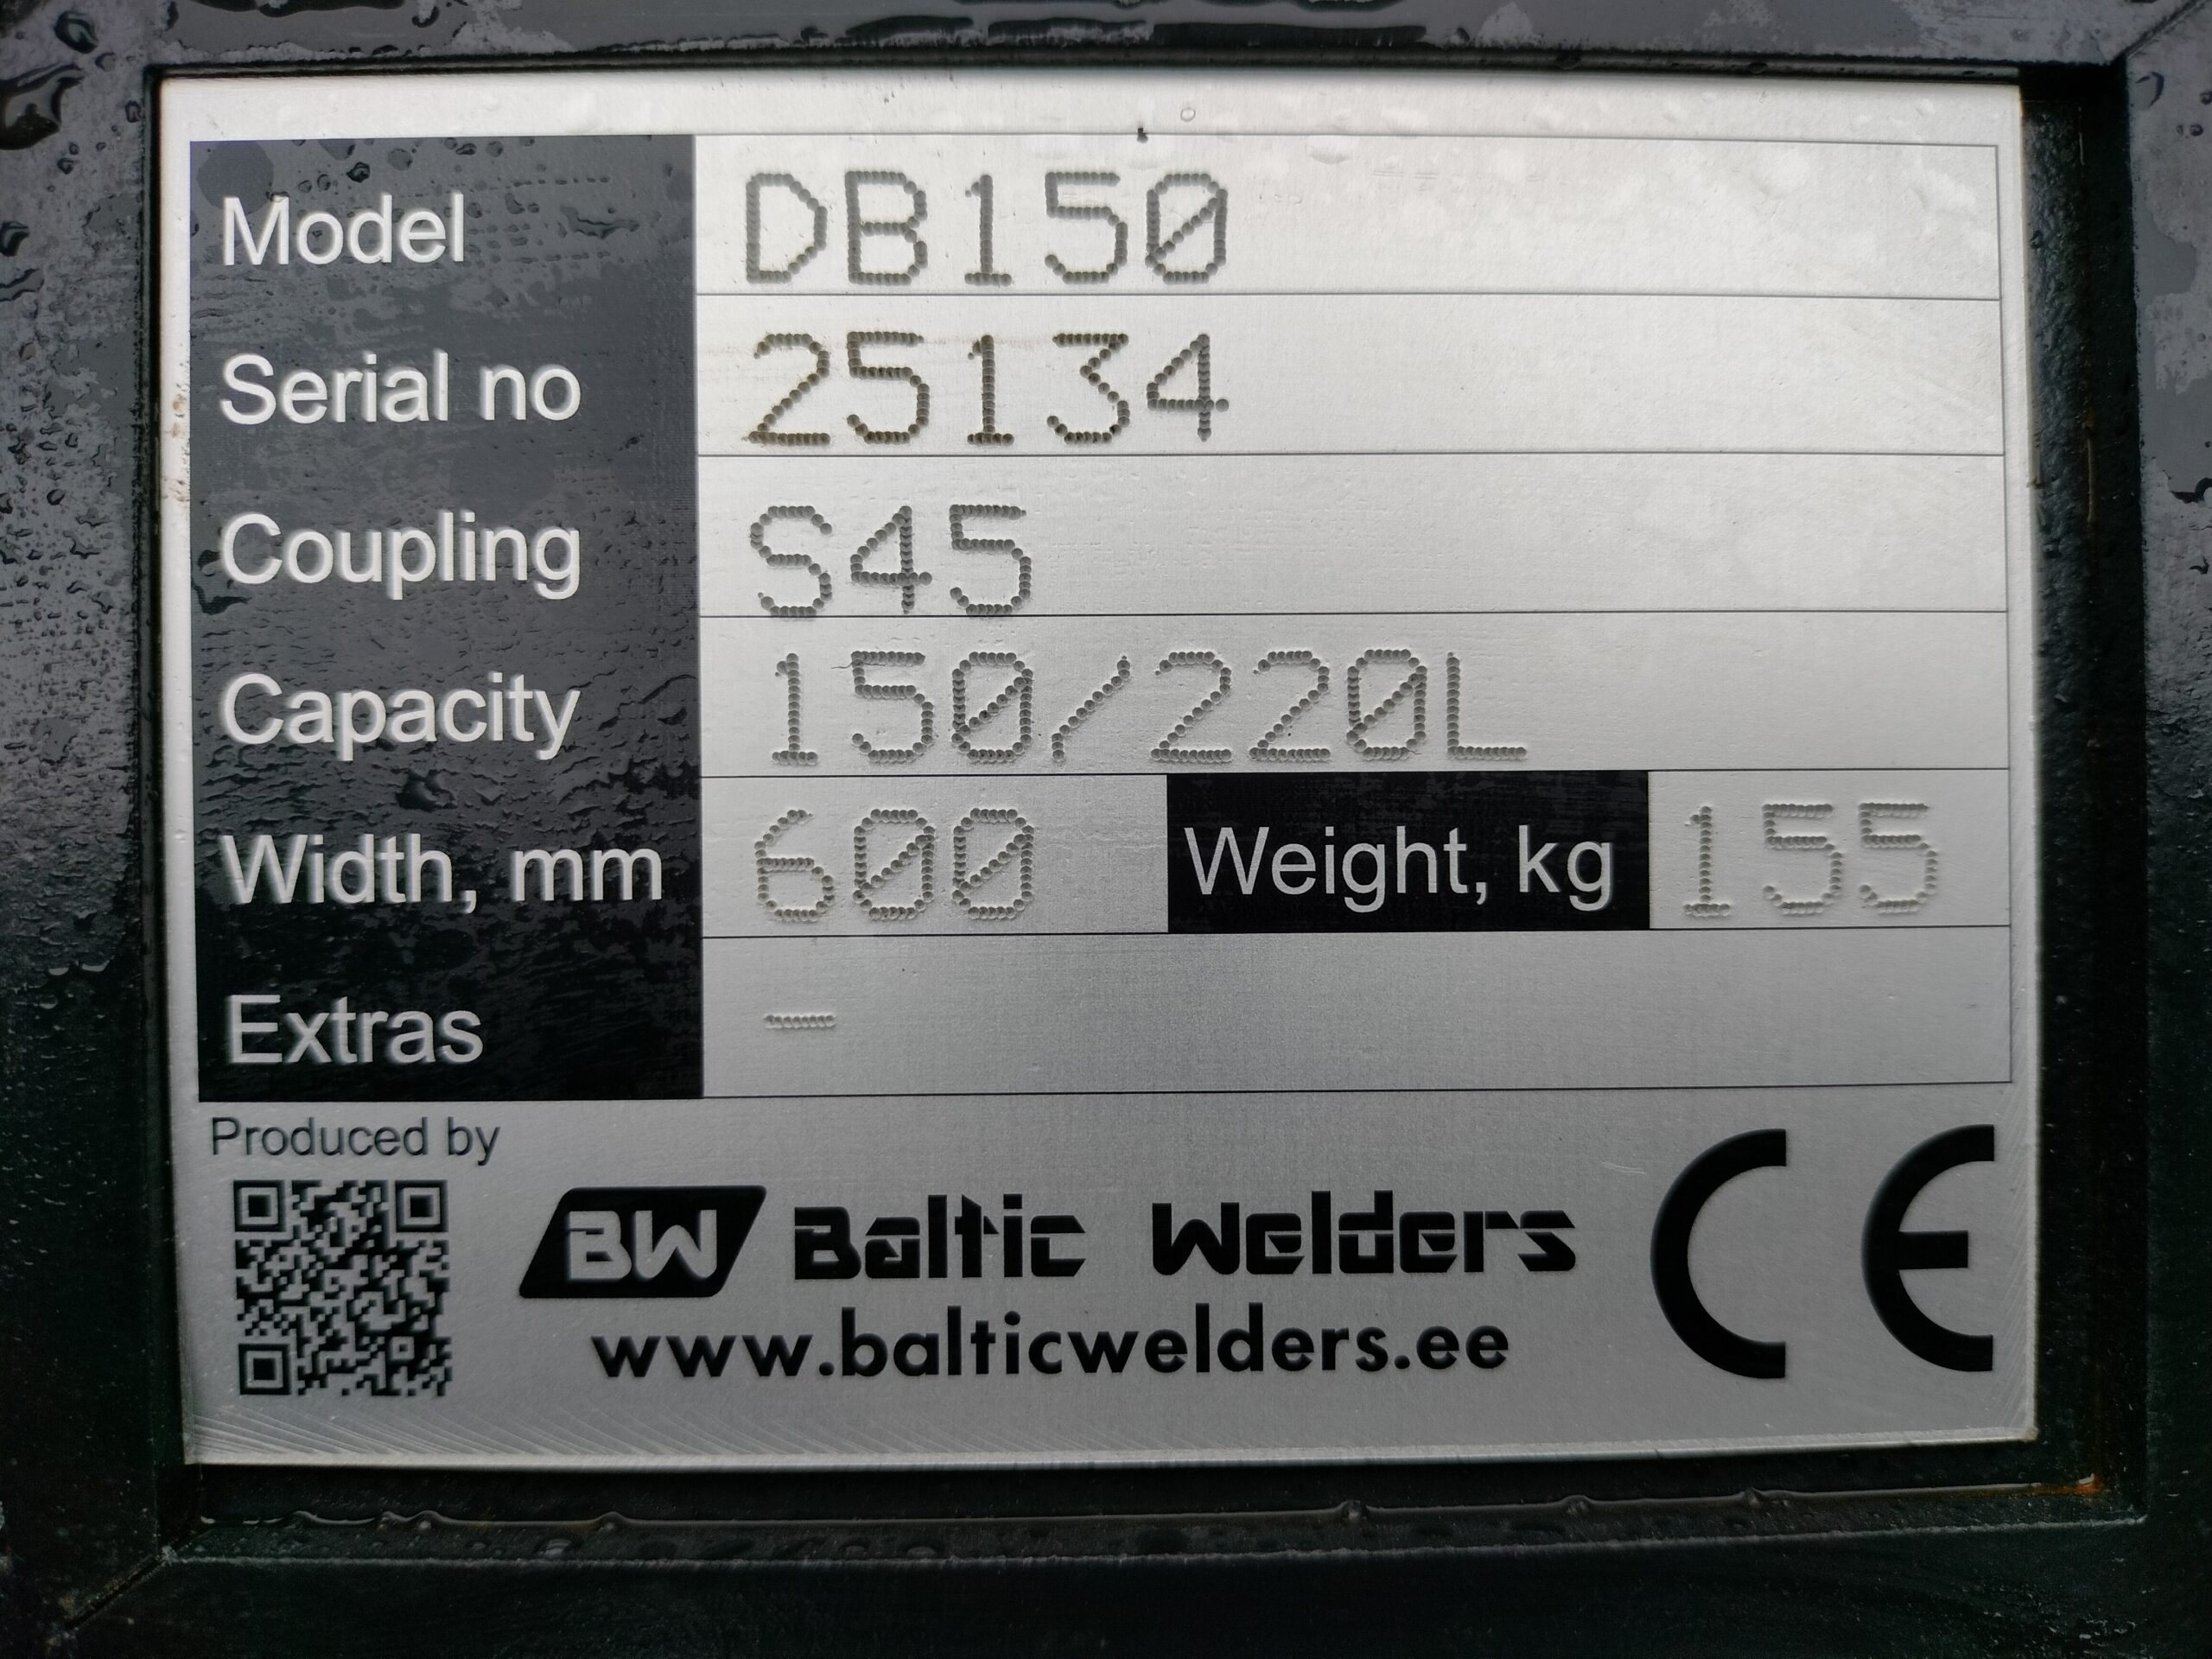 Model DB150
Serial no 25134
Coupling S45
Capacity 150/220L
Width, mm 600 Weight, kg 155
Extras -
Produced by
BW Baltic Welders CE
www.balticwelders.ee